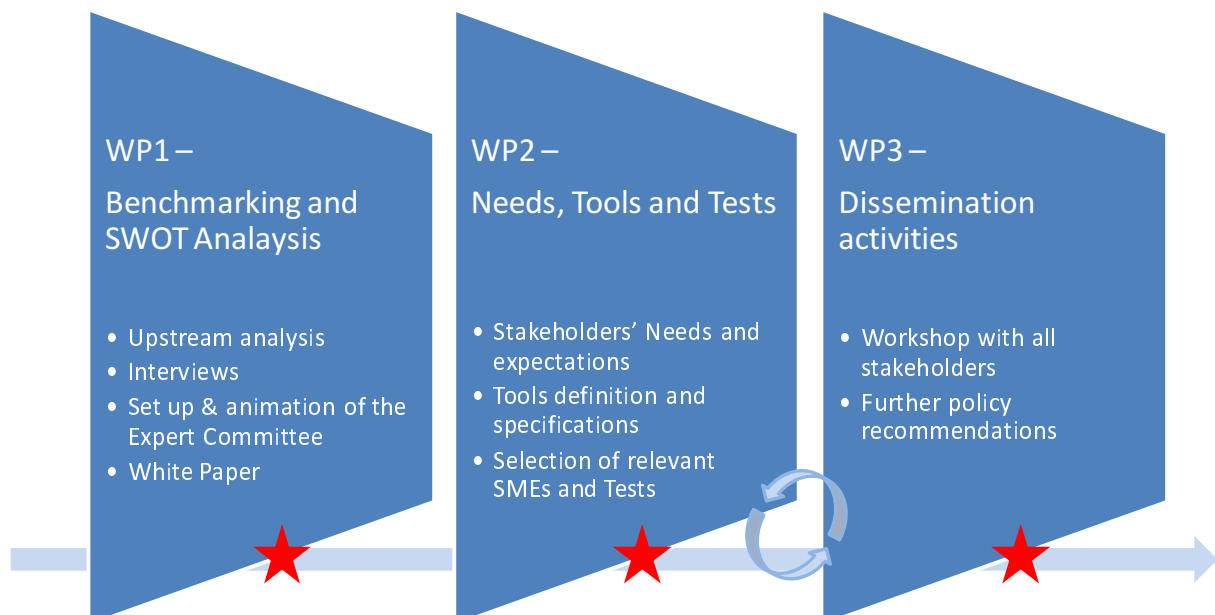 WP1 –
Benchmarking and
SWOT Analaysis
• Upstream analysis
• Interviews
• Set up & animation of the
Expert Committee
• White Paper
WP2 –
Needs, Tools and Tests
• Stakeholders’ Needs and
expectations
• Tools definition and
specifications
• Selection of relevant
SMEs and Tests
WP3 –
Dissemination
activities
• Workshop with all
stakeholders
• Further policy
recommendations